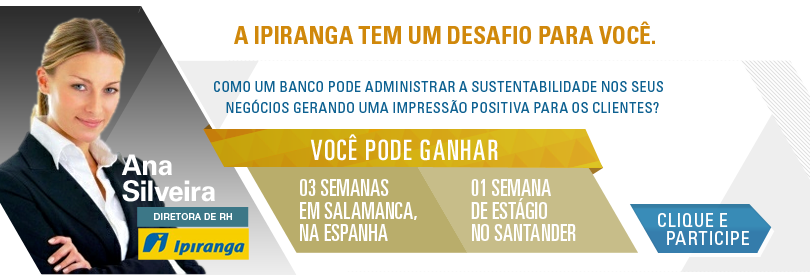 A IPIRANGA TEM UM DESAFIO PARA VOCÊ.
COMO UM BANCO PODE ADMINISTRAR A SUSTENTABILIDADE NOS SEUS
NEGÓCIOS GERANDO UMA IMPRESSÃO POSITIVA PARA OS CLIENTES?
VOCÊ PODE GANHAR
03 SEMANAS
EM SALAMANCA,
NA ESPANHA
01 SEMANA
DE ESTÁGIO
NO SANTANDER
Ana
Silveira
DIRETORA DE RH
Ipiranga
CLIQUE E
PARTICIPE